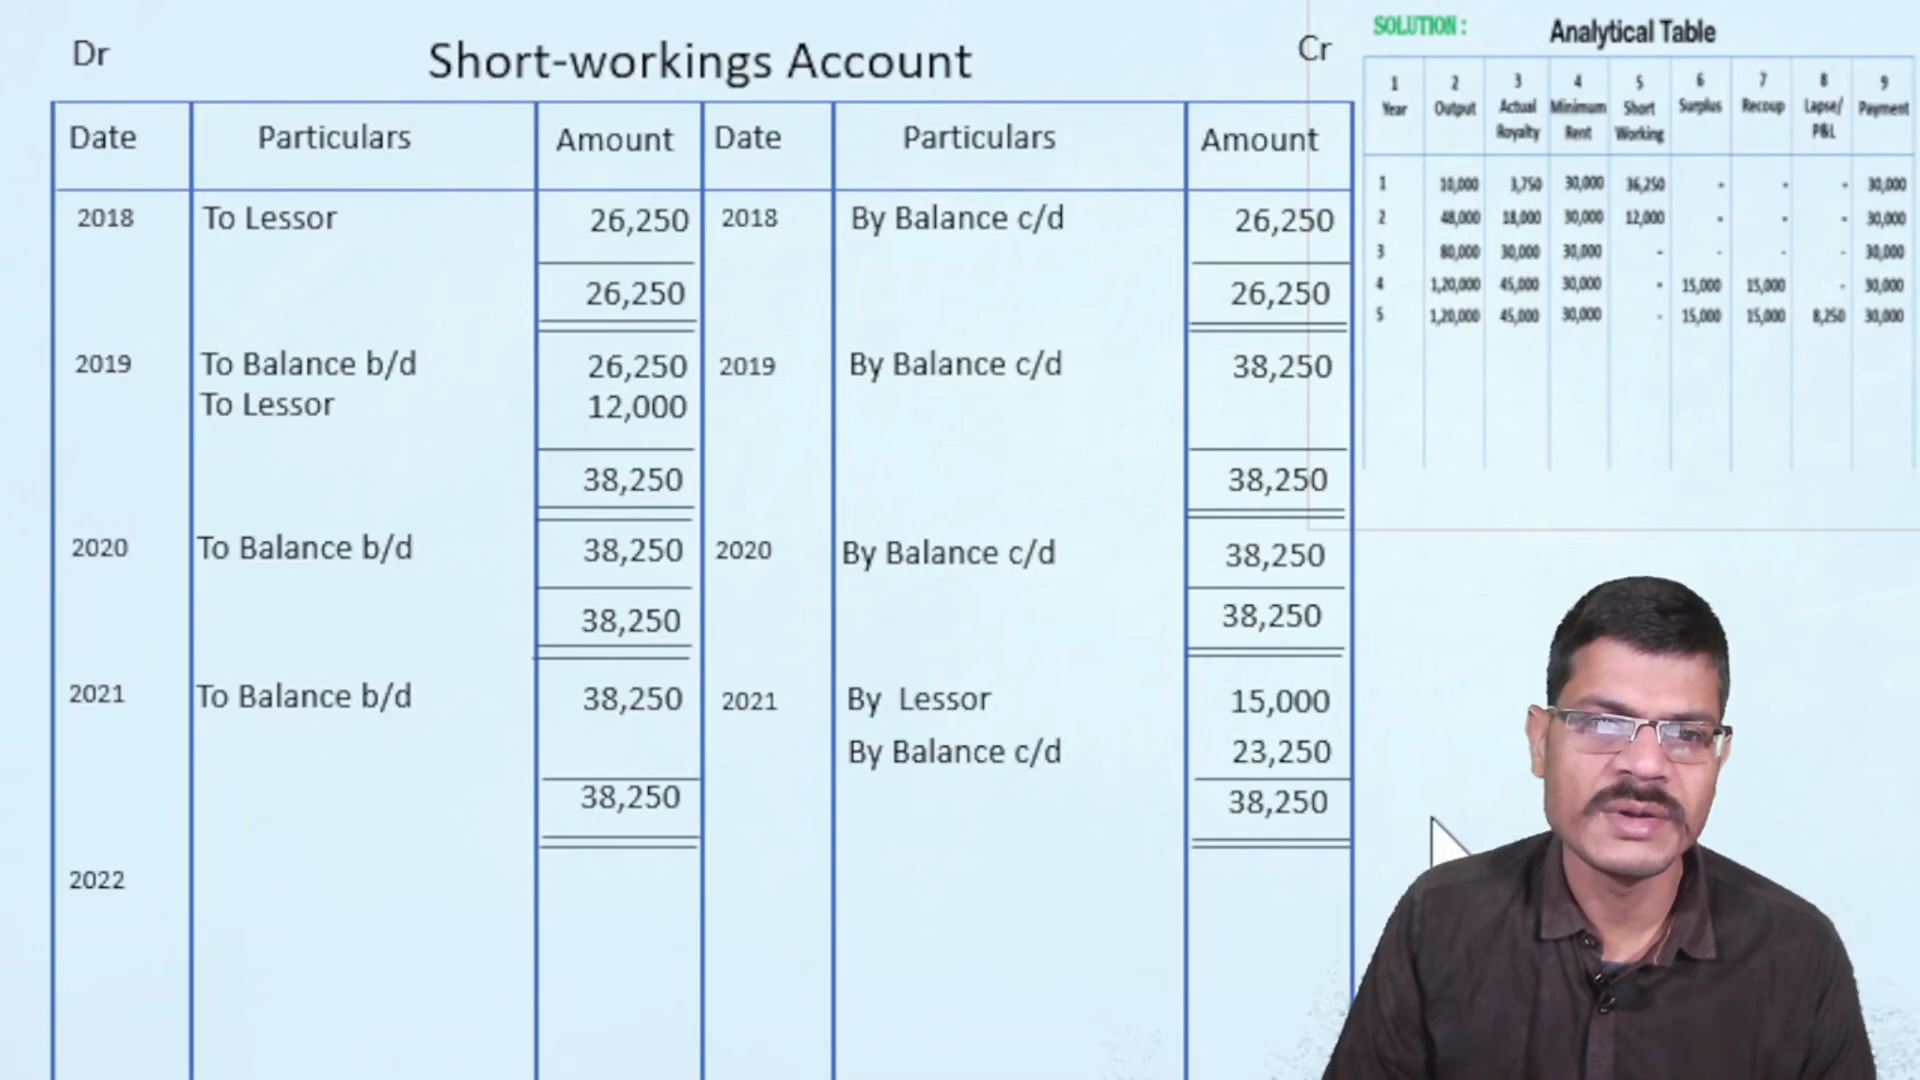 Dr Short-workings Account Cr
Date Particulars Amount Date Particulars Amount
2018 To Lessor 26,250 2018 By Balance c/d 26,250
26,250 26,250
2019 To Balance b/d 26,250 2019 By Balance c/d 38,250
To Lessor 12,000
38,250 38,250
2020 To Balance b/d 38,250 2020 By Balance c/d 38,250
38,250 38,250
2021 To Balance b/d 38,250 2021 By Lessor 15,000
By Balance c/d 23,250
38,250 38,250
2022
SOLUTION : Analytical Table
1 2 3 4 5 6 7 8 9
Year Output Actual Minimum Short Surplus Recoup Lapse/ Payment
Royalty Rent Working P&L
1 10,000 3,750 30,000 36,250 - - - 30,000
2 48,000 18,000 30,000 12,000 - - - 30,000
3 80,000 30,000 30,000 - - - - 30,000
4 1,20,000 45,000 30,000 - 15,000 15,000 - 30,000
5 1,20,000 45,000 30,000 - 15,000 15,000 8,250 30,000